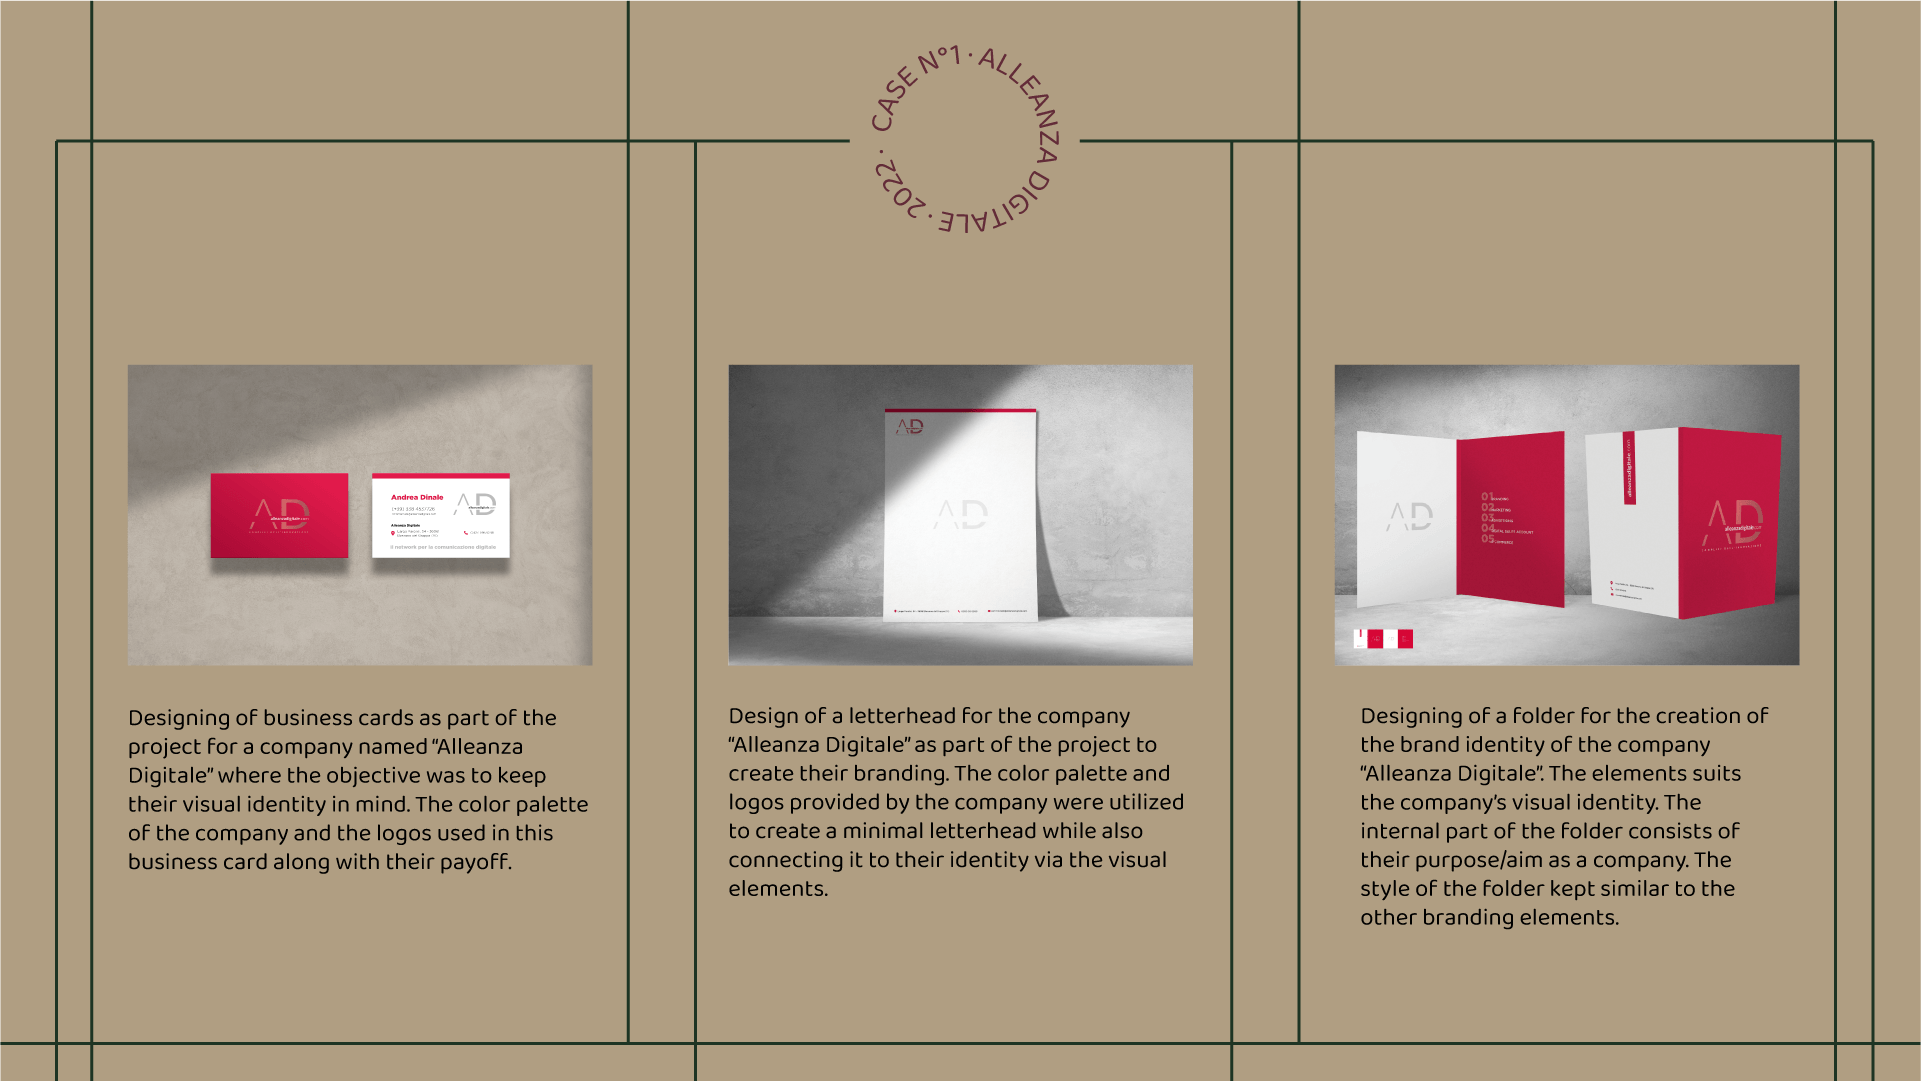 CASE N°1 · ALLEANZA DIGITALE · 2022 ·
AD
alleanzadigitale.com
Andrea Dinale
AD
alleanzadigitale.com
Alleanza Digitale
il network per la comunicazione digitale
AD
AD
AD
01
02
03
04
05
alleanzadigitale.com
AD
alleanzadigitale.com
Designing of business cards as part of the
project for a company named “Alleanza
Digitale” where the objective was to keep
their visual identity in mind. The color palette
of the company and the logos used in this
business card along with their payoff.
Design of a letterhead for the company
“Alleanza Digitale” as part of the project to
create their branding. The color palette and
logos provided by the company were utilized
to create a minimal letterhead while also
connecting it to their identity via the visual
elements.
Designing of a folder for the creation of
the brand identity of the company
“Alleanza Digitale”. The elements suits
the company’s visual identity. The
internal part of the folder consists of
their purpose/aim as a company. The
style of the folder kept similar to the
other branding elements.